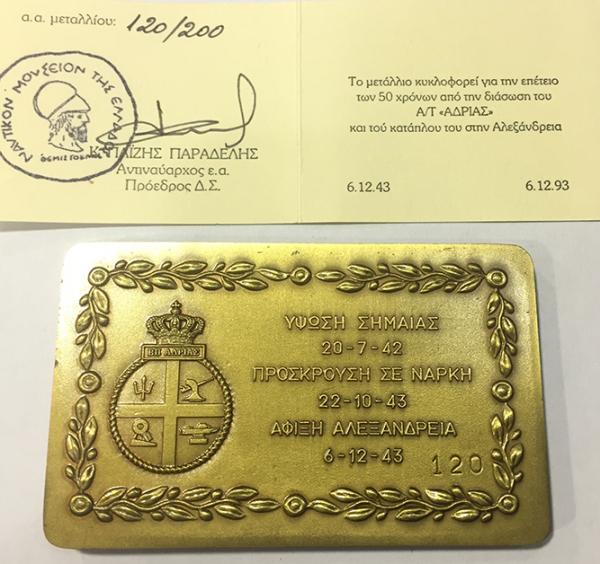 α.α. μεταλλίου: 120/200
ΝΑΥΤΙΚΟΝ ΜΟΥΣΕΙΟΝ ΤΗΣ ΕΛΛΑΔΟΣ
ΘΕΜΙΣΤΟΚΛΗΣ
ΠΑΪΖΗΣ ΠΑΡΑΔΕΛΗΣ
Αντιναύαρχος ε.α.
Πρόεδρος Δ.Σ.
Το μετάλλιο κυκλοφορεί για την επέτειο
των 50 χρόνων από την διάσωση του
Α/Τ «ΑΔΡΙΑΣ»
και τού κατάπλου του στην Αλεξάνδρεια
6.12.43 6.12.93
ΒΠ ΑΔΡΙΑΣ
ΥΨΩΣΗ ΣΗΜΑΙΑΣ
20-7-42
ΠΡΟΣΚΡΟΥΣΗ ΣΕ ΝΑΡΚΗ
22-10-43
ΑΦΙΞΗ ΑΛΕΞΑΝΔΡΕΙΑ
6-12-43
120